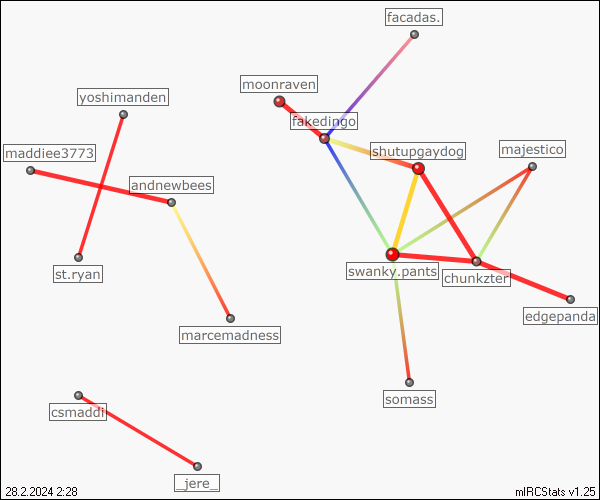 facadas.
moonraven
yoshimanden
fakedingo
maddiee3773
shutupgaydog
majestico
andnewbees
st.ryan
swanky.pants
chunkzter
edgepanda
marcemadness
somass
csmaddi
_jere_
28.2.2024 2:28
mIRCStats v1.25